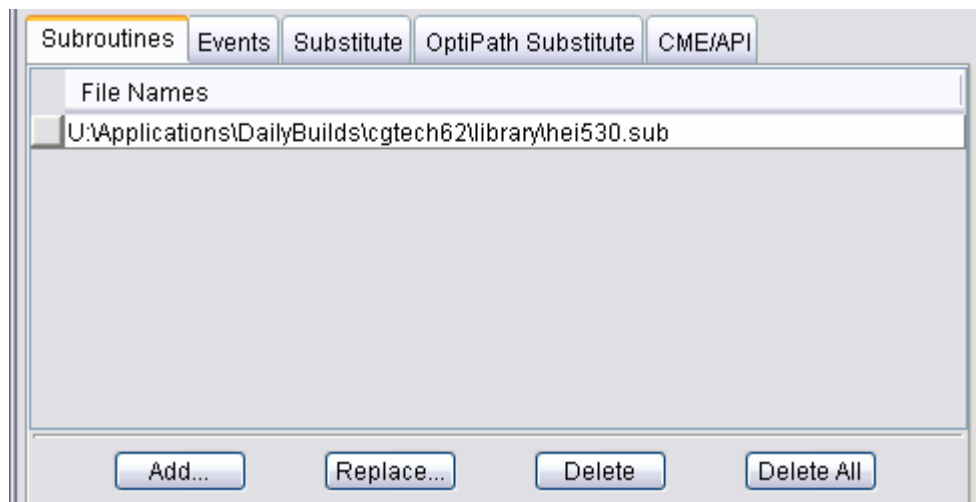 Subroutines Events Substitute OptiPath Substitute CME/API
File Names
U:\Applications\DailyBuilds\cgtech62\library\hei530.sub
Add... Replace... Delete Delete All